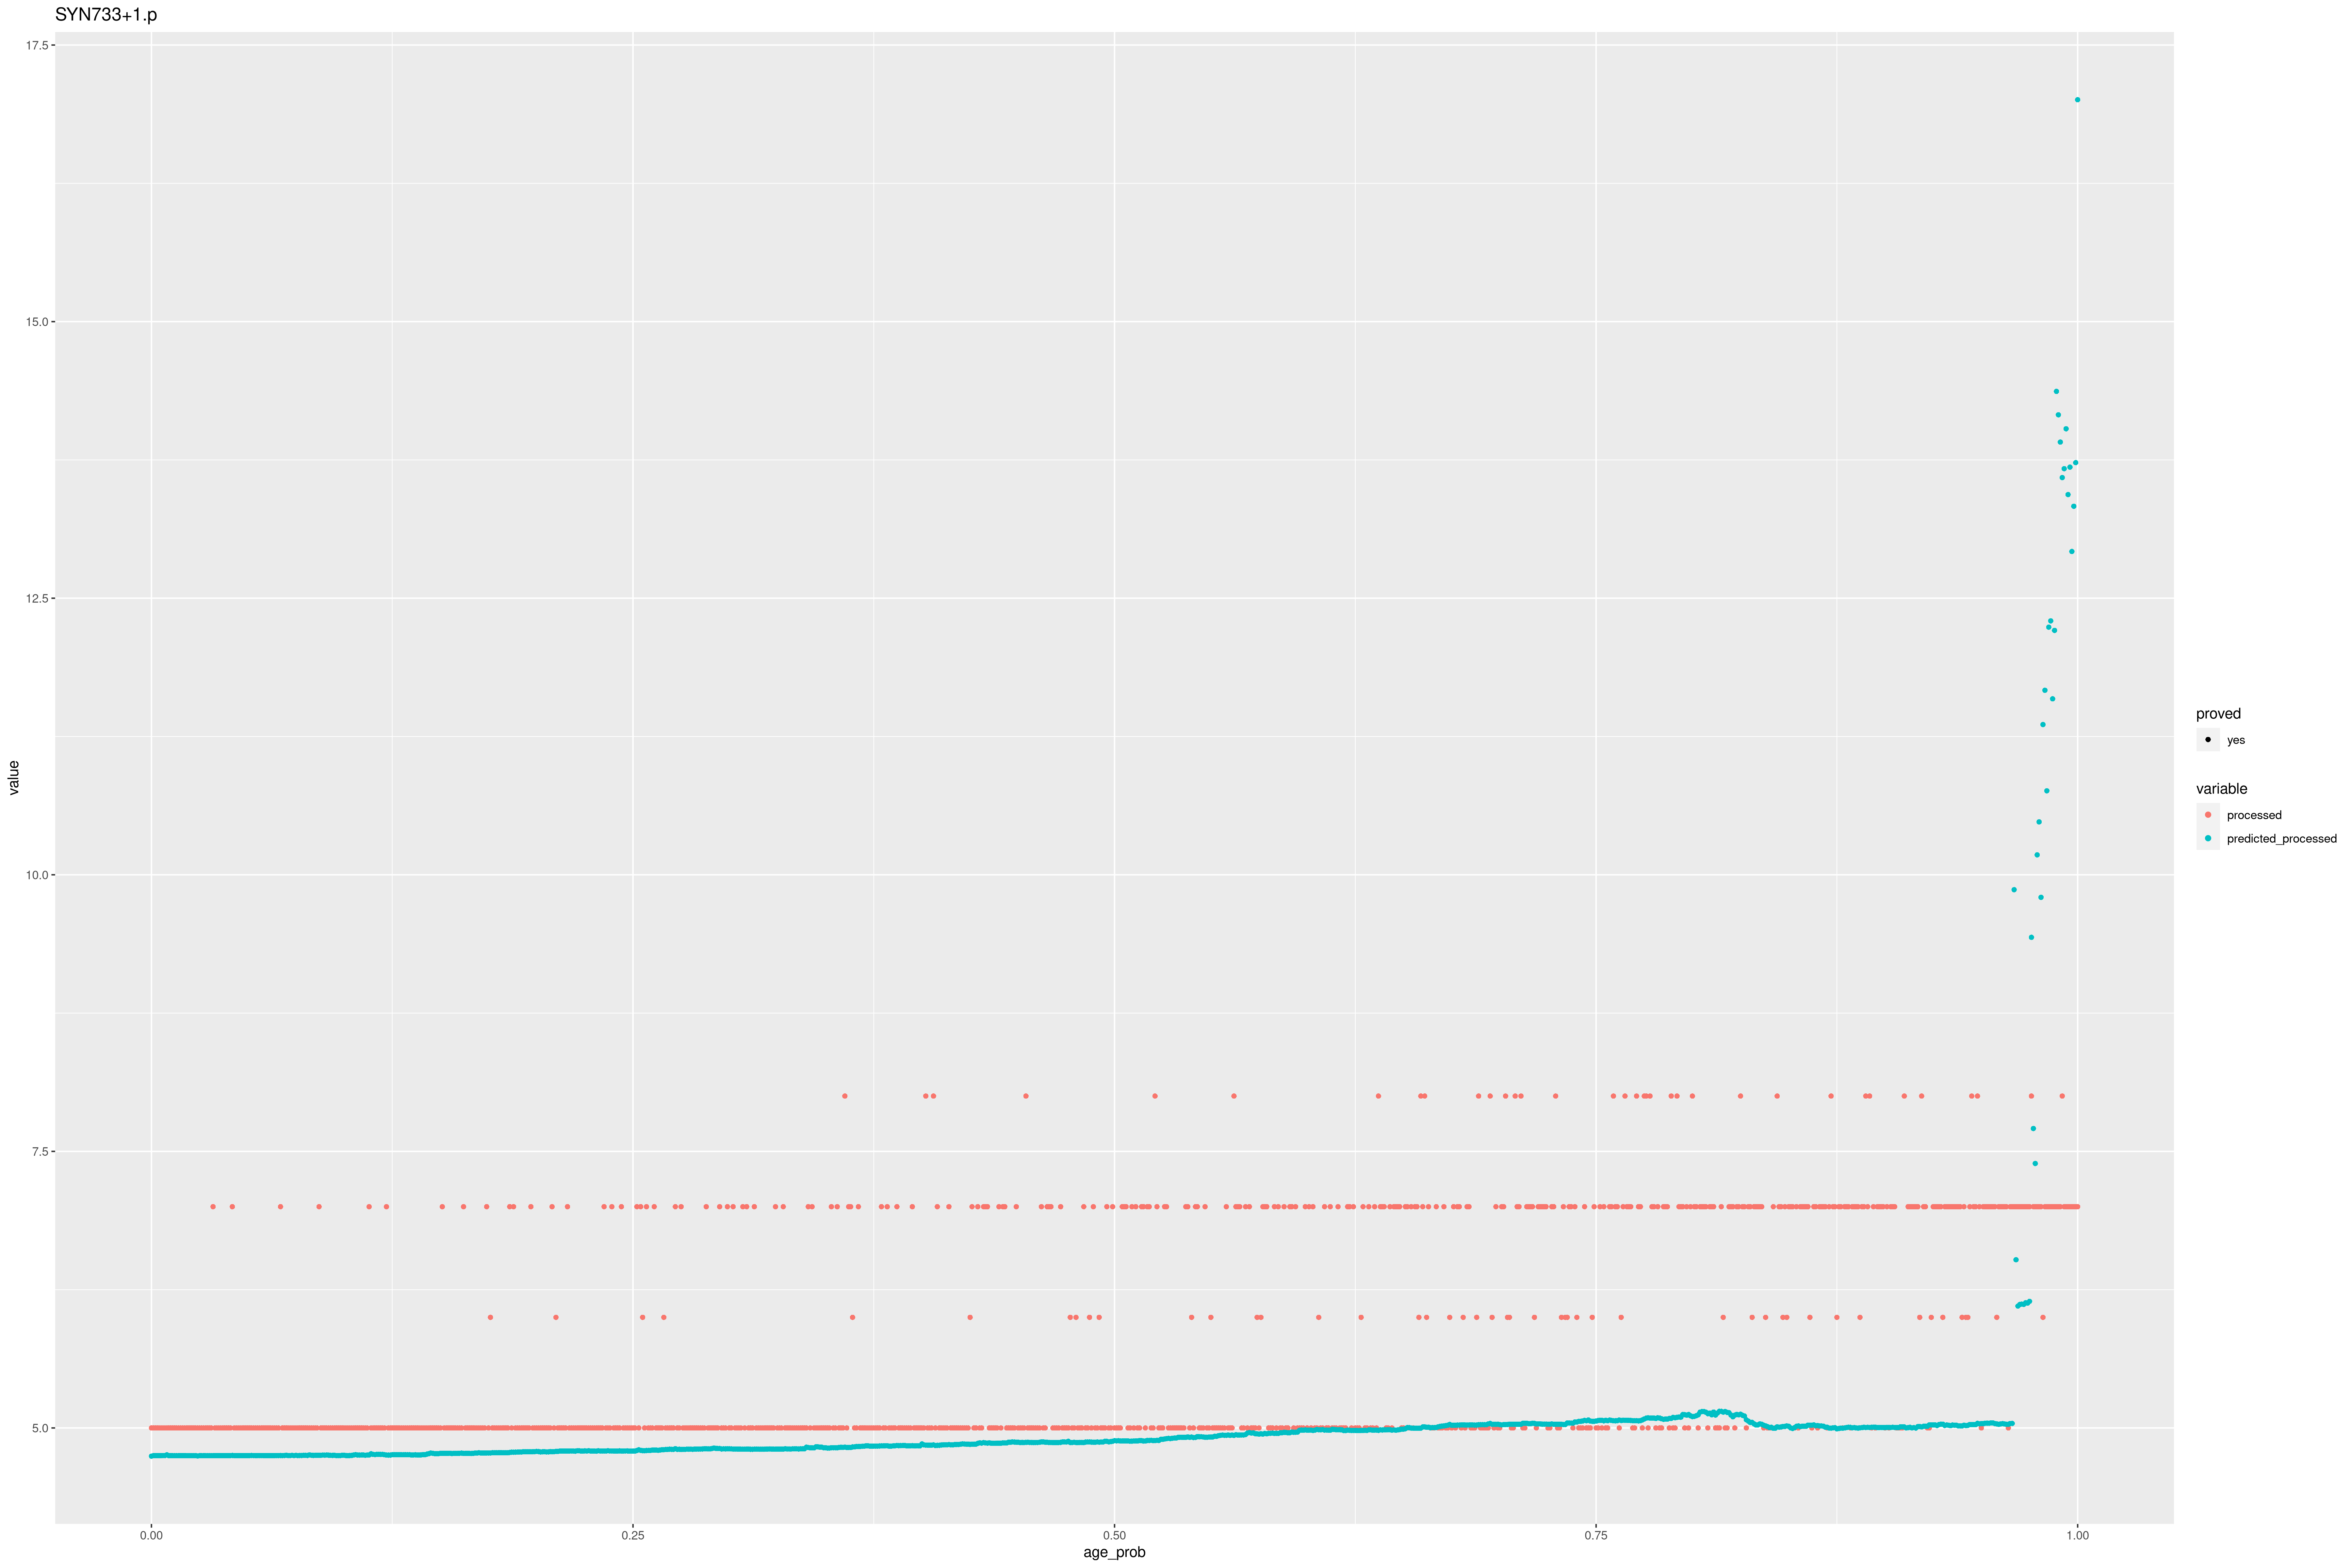 SYN733+1.p
17.5
15.0
12.5
10.0
7.5
5.0
value
0.00 0.25 0.50 0.75 1.00
age_prob
proved
yes
variable
processed
predicted_processed